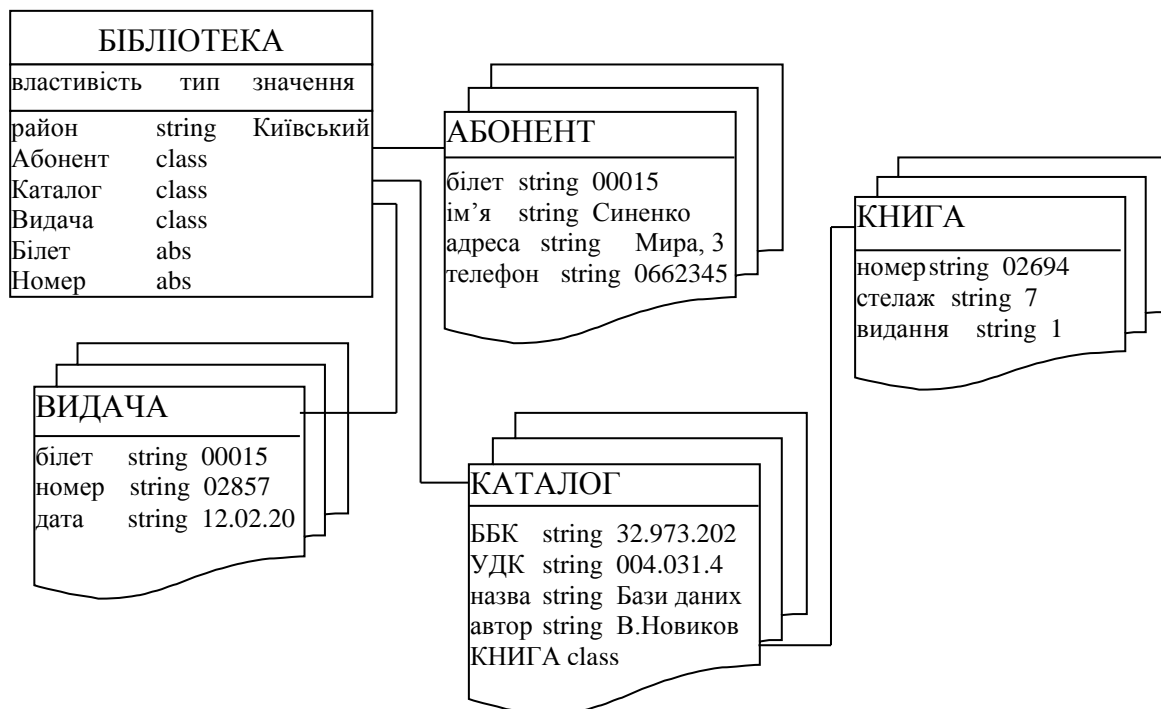 БІБЛІОТЕКА
властивість тип значення
район string Київський
Абонент class
Каталог class
Видача class
Білет abs
Номер abs
АБОНЕНТ
білет string 00015
ім’я string Синенко
адреса string Мира, 3
телефон string 0662345
КНИГА
номер string 02694
стелаж string 7
видання string 1
ВИДАЧА
білет string 00015
номер string 02857
дата string 12.02.20
КАТАЛОГ
ББК string 32.973.202
УДК string 004.031.4
назва string Бази даних
автор string В.Новиков
КНИГА class